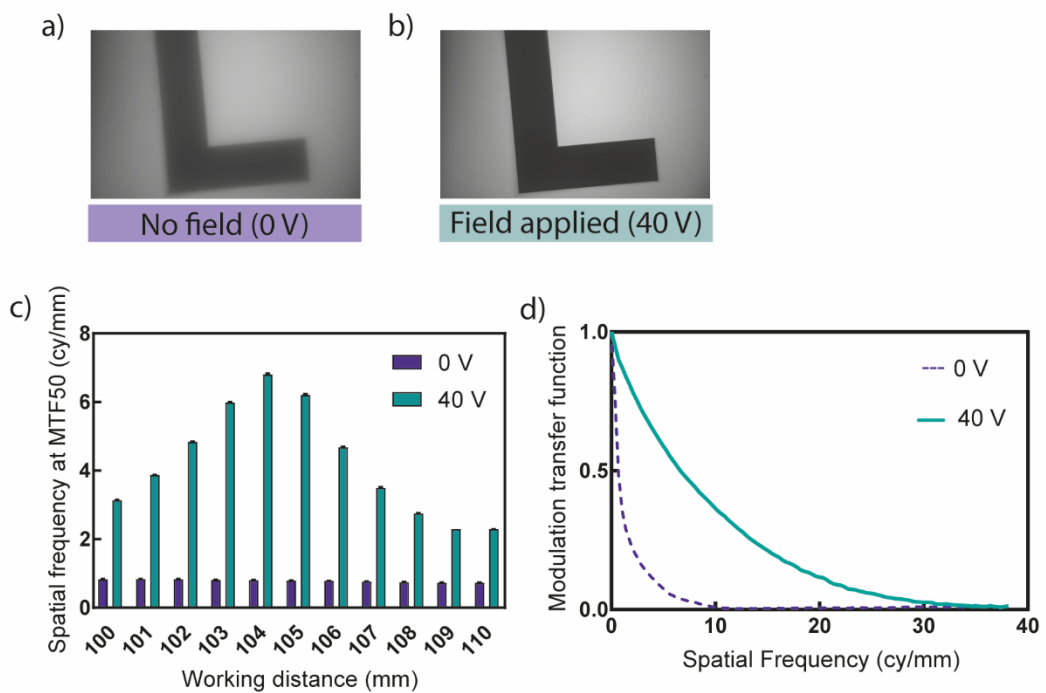 a)
b)
No field (0 V)
Field applied (40 V)
c)
Spatial frequency at MTF50 (cy/mm)
8
6
4
2
0
0 V
40 V
100 101 102 103 104 105 106 107 108 109 110
Working distance (mm)
d)
Modulation transfer function
1.0
0.5
0.0
0 V
40 V
0 10 20 30 40
Spatial Frequency (cy/mm)